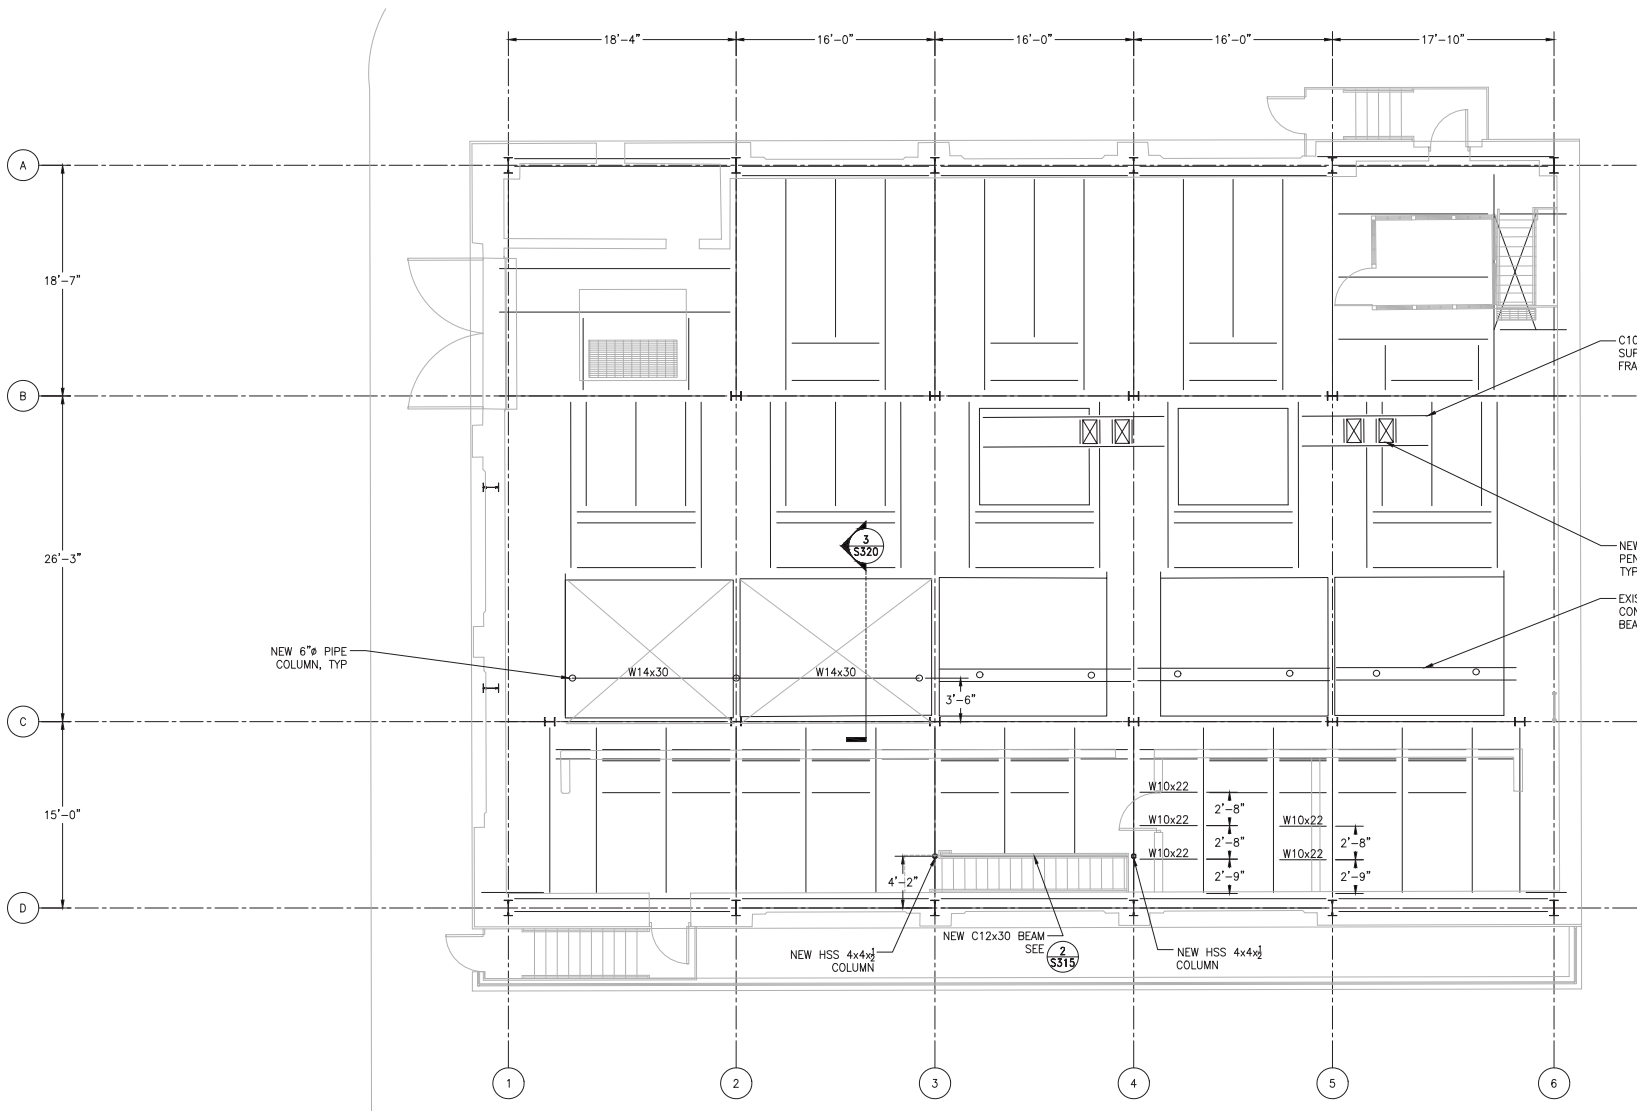 18'-4"
16'-0"
16'-0"
16'-0"
17'-10"
A
18'-7"
C10
SUP
FRA
B
3
S320
26'-3"
NEW
PEN
TYP
EXIS
CON
BEA
NEW 6"ø PIPE
COLUMN, TYP
W14x30
W14x30
3'-6"
C
W10x22
2'-8"
15'-0"
W10x22
W10x22
2'-8"
2'-8"
W10x22
W10x22
4'-2"
2'-9"
2'-9"
D
NEW C12x30 BEAM
SEE
2
S315
NEW HSS 4x4x½
COLUMN
NEW HSS 4x4x½
COLUMN
1
2
3
4
5
6